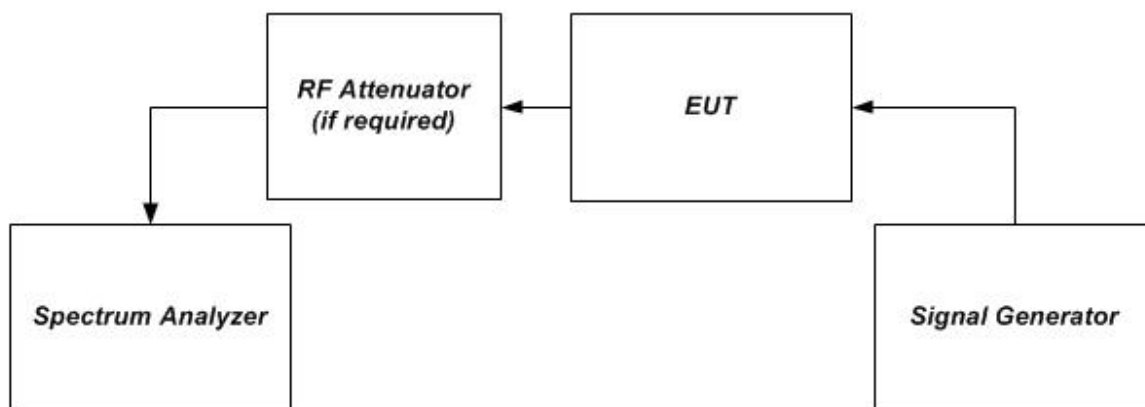 RF Attenuator
(if required)
EUT
Spectrum Analyzer
Signal Generator